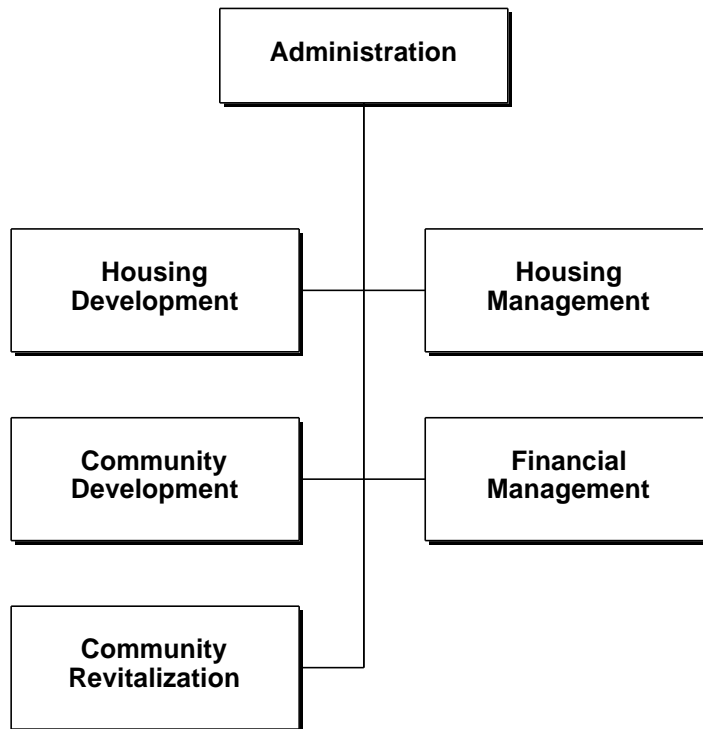 Administration
Housing
Development
Housing
Management
Community
Development
Financial
Management
Community
Revitalization